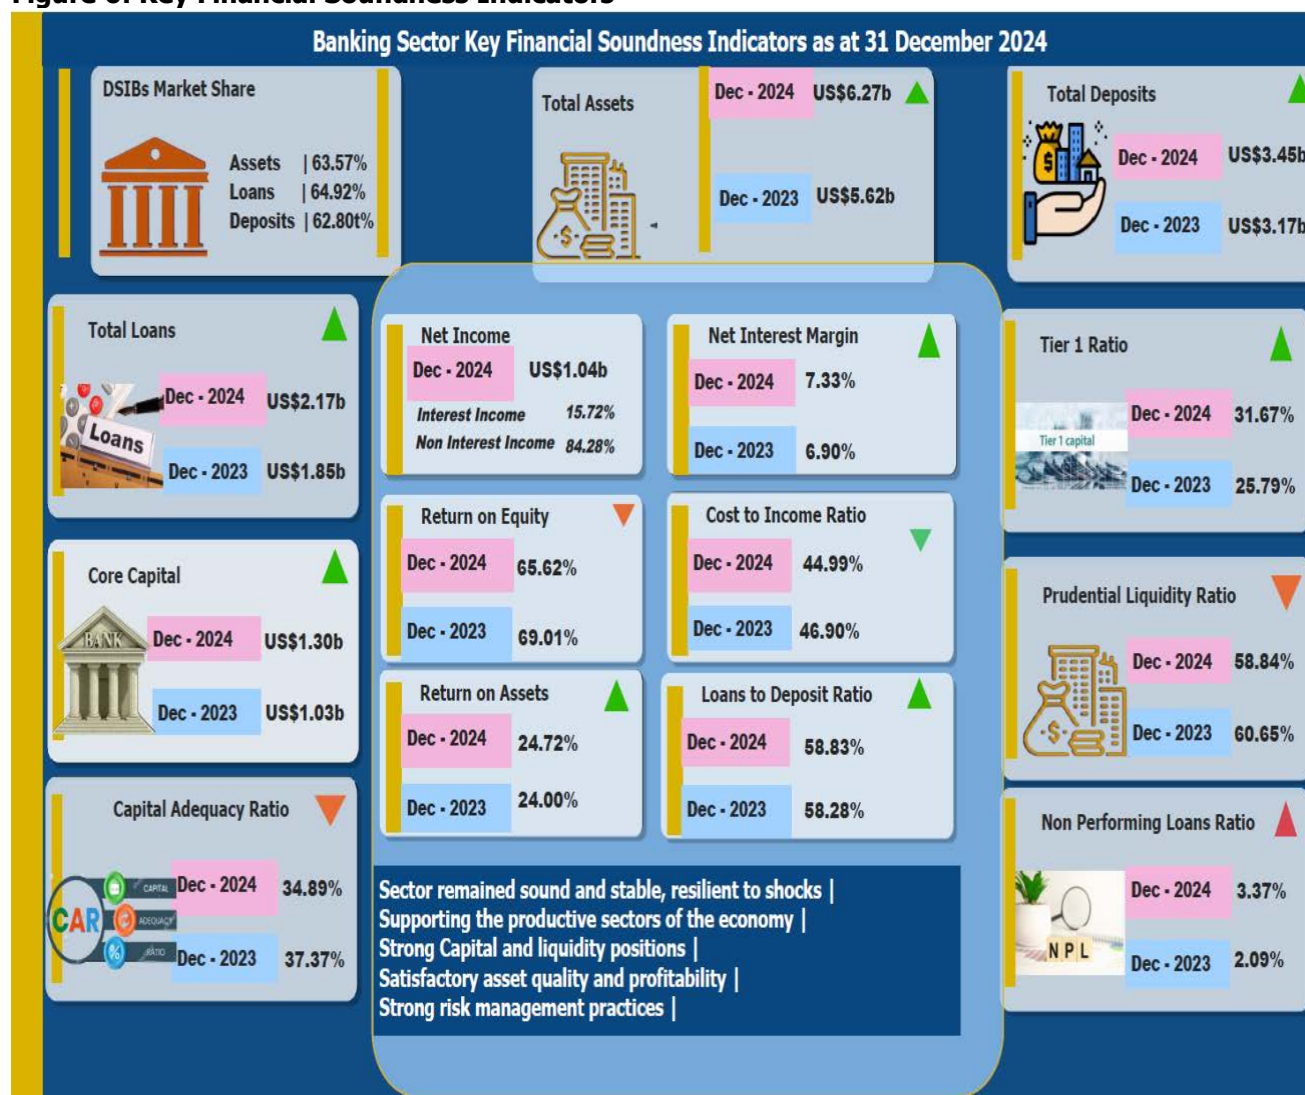 Figure 6: Key Financial Soundness Indicators
Banking Sector Key Financial Soundness Indicators as at 31 December 2024
DSIBs Market Share
Assets | 63.57%
Loans | 64.92%
Deposits | 62.80t%
Total Assets
Dec - 2024 US$6.27b
Dec - 2023 US$5.62b
Total Deposits
Dec - 2024 US$3.45b
Dec - 2023 US$3.17b
Total Loans
Loans
Dec - 2024 US$2.17b
Dec - 2023 US$1.85b
Net Income
Dec - 2024 US$1.04b
Interest Income 15.72%
Non Interest Income 84.28%
Net Interest Margin
Dec - 2024 7.33%
Dec - 2023 6.90%
Tier 1 Ratio
Tier 1 capital
Dec - 2024 31.67%
Dec - 2023 25.79%
Core Capital
BANK
Dec - 2024 US$1.30b
Dec - 2023 US$1.03b
Return on Equity
Dec - 2024 65.62%
Dec - 2023 69.01%
Cost to Income Ratio
Dec - 2024 44.99%
Dec - 2023 46.90%
Prudential Liquidity Ratio
Dec - 2024 58.84%
Dec - 2023 60.65%
Return on Assets
Dec - 2024 24.72%
Dec - 2023 24.00%
Loans to Deposit Ratio
Dec - 2024 58.83%
Dec - 2023 58.28%
Capital Adequacy Ratio
CAR
CAPITAL
ADEQUACY
RATIO
Dec - 2024 34.89%
Dec - 2023 37.37%
Non Performing Loans Ratio
NPL
Dec - 2024 3.37%
Dec - 2023 2.09%
Sector remained sound and stable, resilient to shocks |
Supporting the productive sectors of the economy |
Strong Capital and liquidity positions |
Satisfactory asset quality and profitability |
Strong risk management practices |